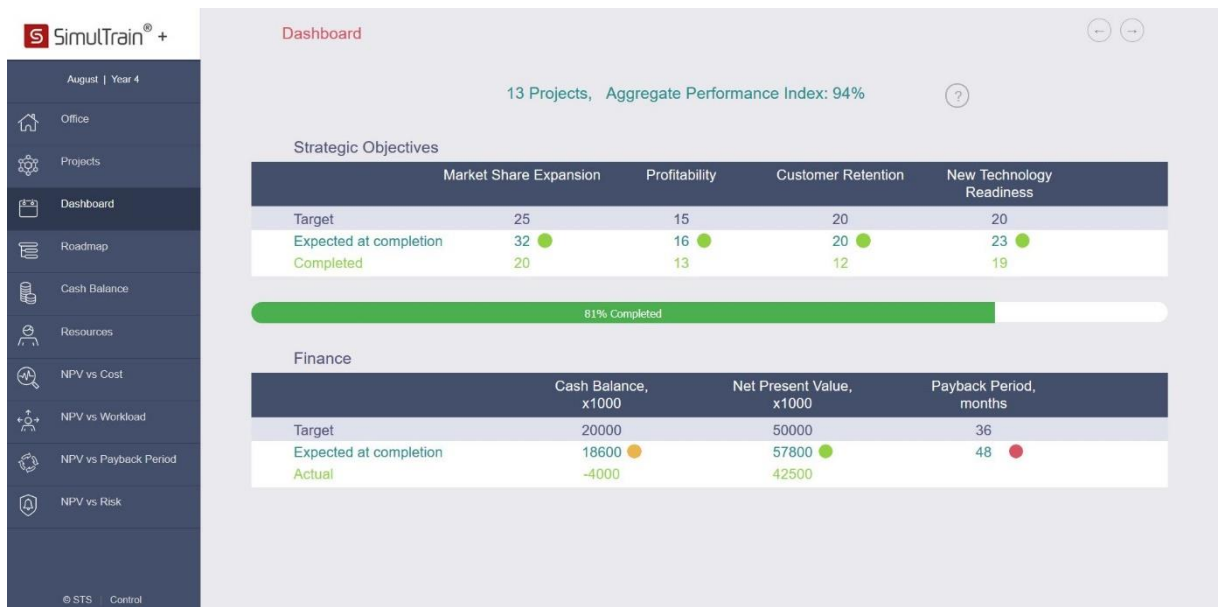 S SimulTrain® +
August | Year 4
Office
Projects
Dashboard
Roadmap
Cash Balance
Resources
NPV vs Cost
NPV vs Workload
NPV vs Payback Period
NPV vs Risk
© STS | Control
Dashboard
← →
13 Projects, Aggregate Performance Index: 94% ?
Strategic Objectives
Market Share Expansion Profitability Customer Retention New Technology
Readiness
Target 25 15 20 20
Expected at completion 32 16 20 23
Completed 20 13 12 19
81% Completed
Finance
Cash Balance, Net Present Value, Payback Period,
x1000 x1000 months
Target 20000 50000 36
Expected at completion 18600 57800 48
Actual -4000 42500